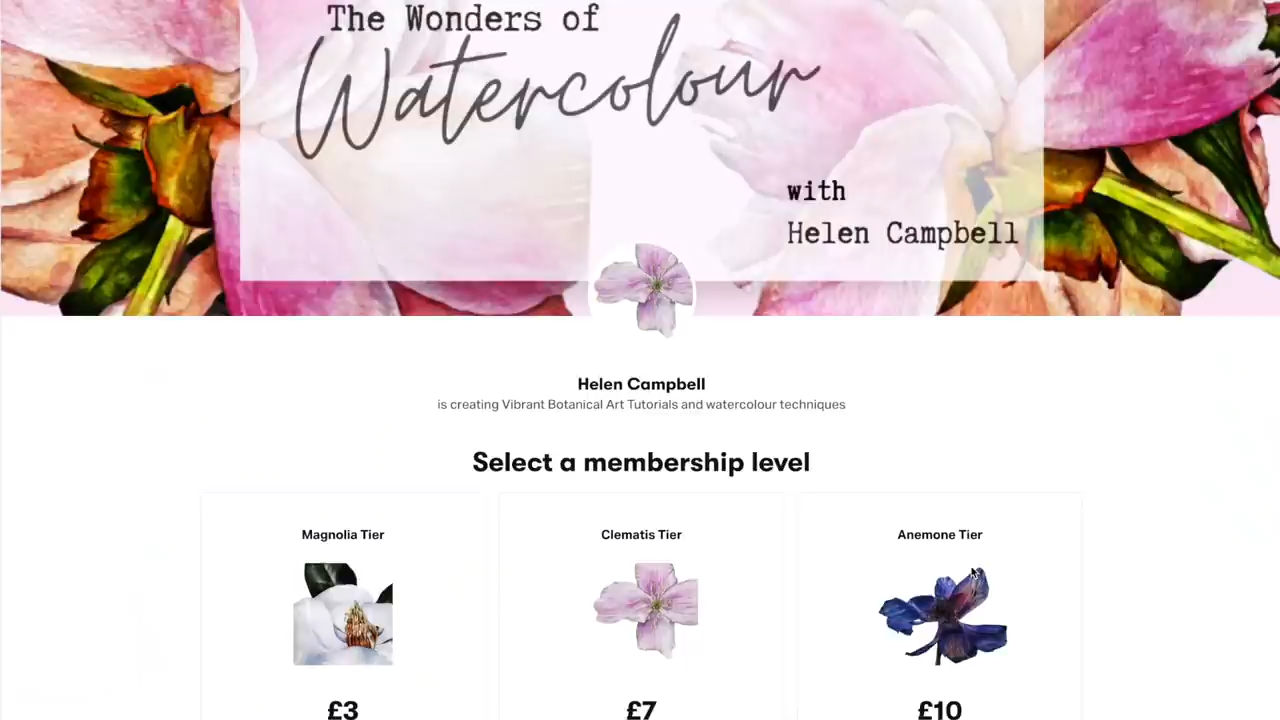 The Wonders of
Watercolour
with
Helen Campbell
Helen Campbell
is creating Vibrant Botanical Art Tutorials and watercolour techniques
Select a membership level
Magnolia Tier
Clematis Tier
Anemone Tier
£3
£7
£10